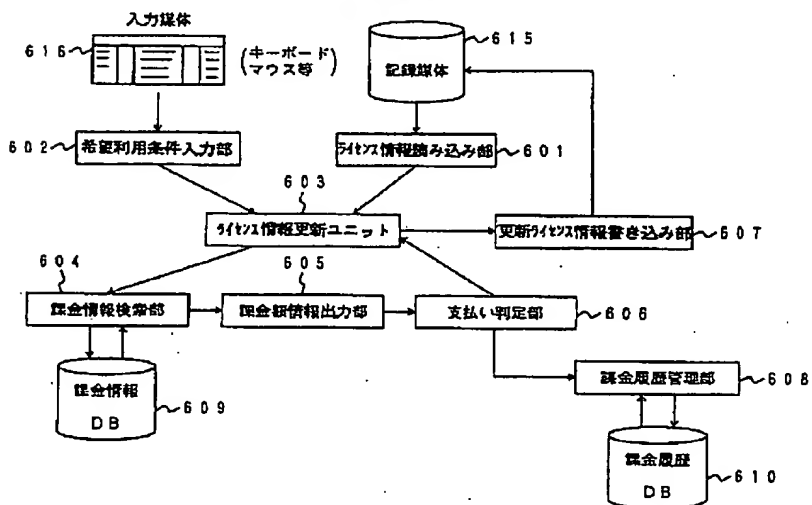 入力媒体
616
(キーボード
マウス等)
615
記録媒体
602
希望利用条件入力部
ライセンス情報読み込み部
601
603
ライセンス情報更新ユニット
更新ライセンス情報書き込み部
607
604
605
課金情報検索部
課金額情報出力部
支払い判定部
606
課金情報
DB
609
課金履歴管理部
608
課金履歴
DB
610